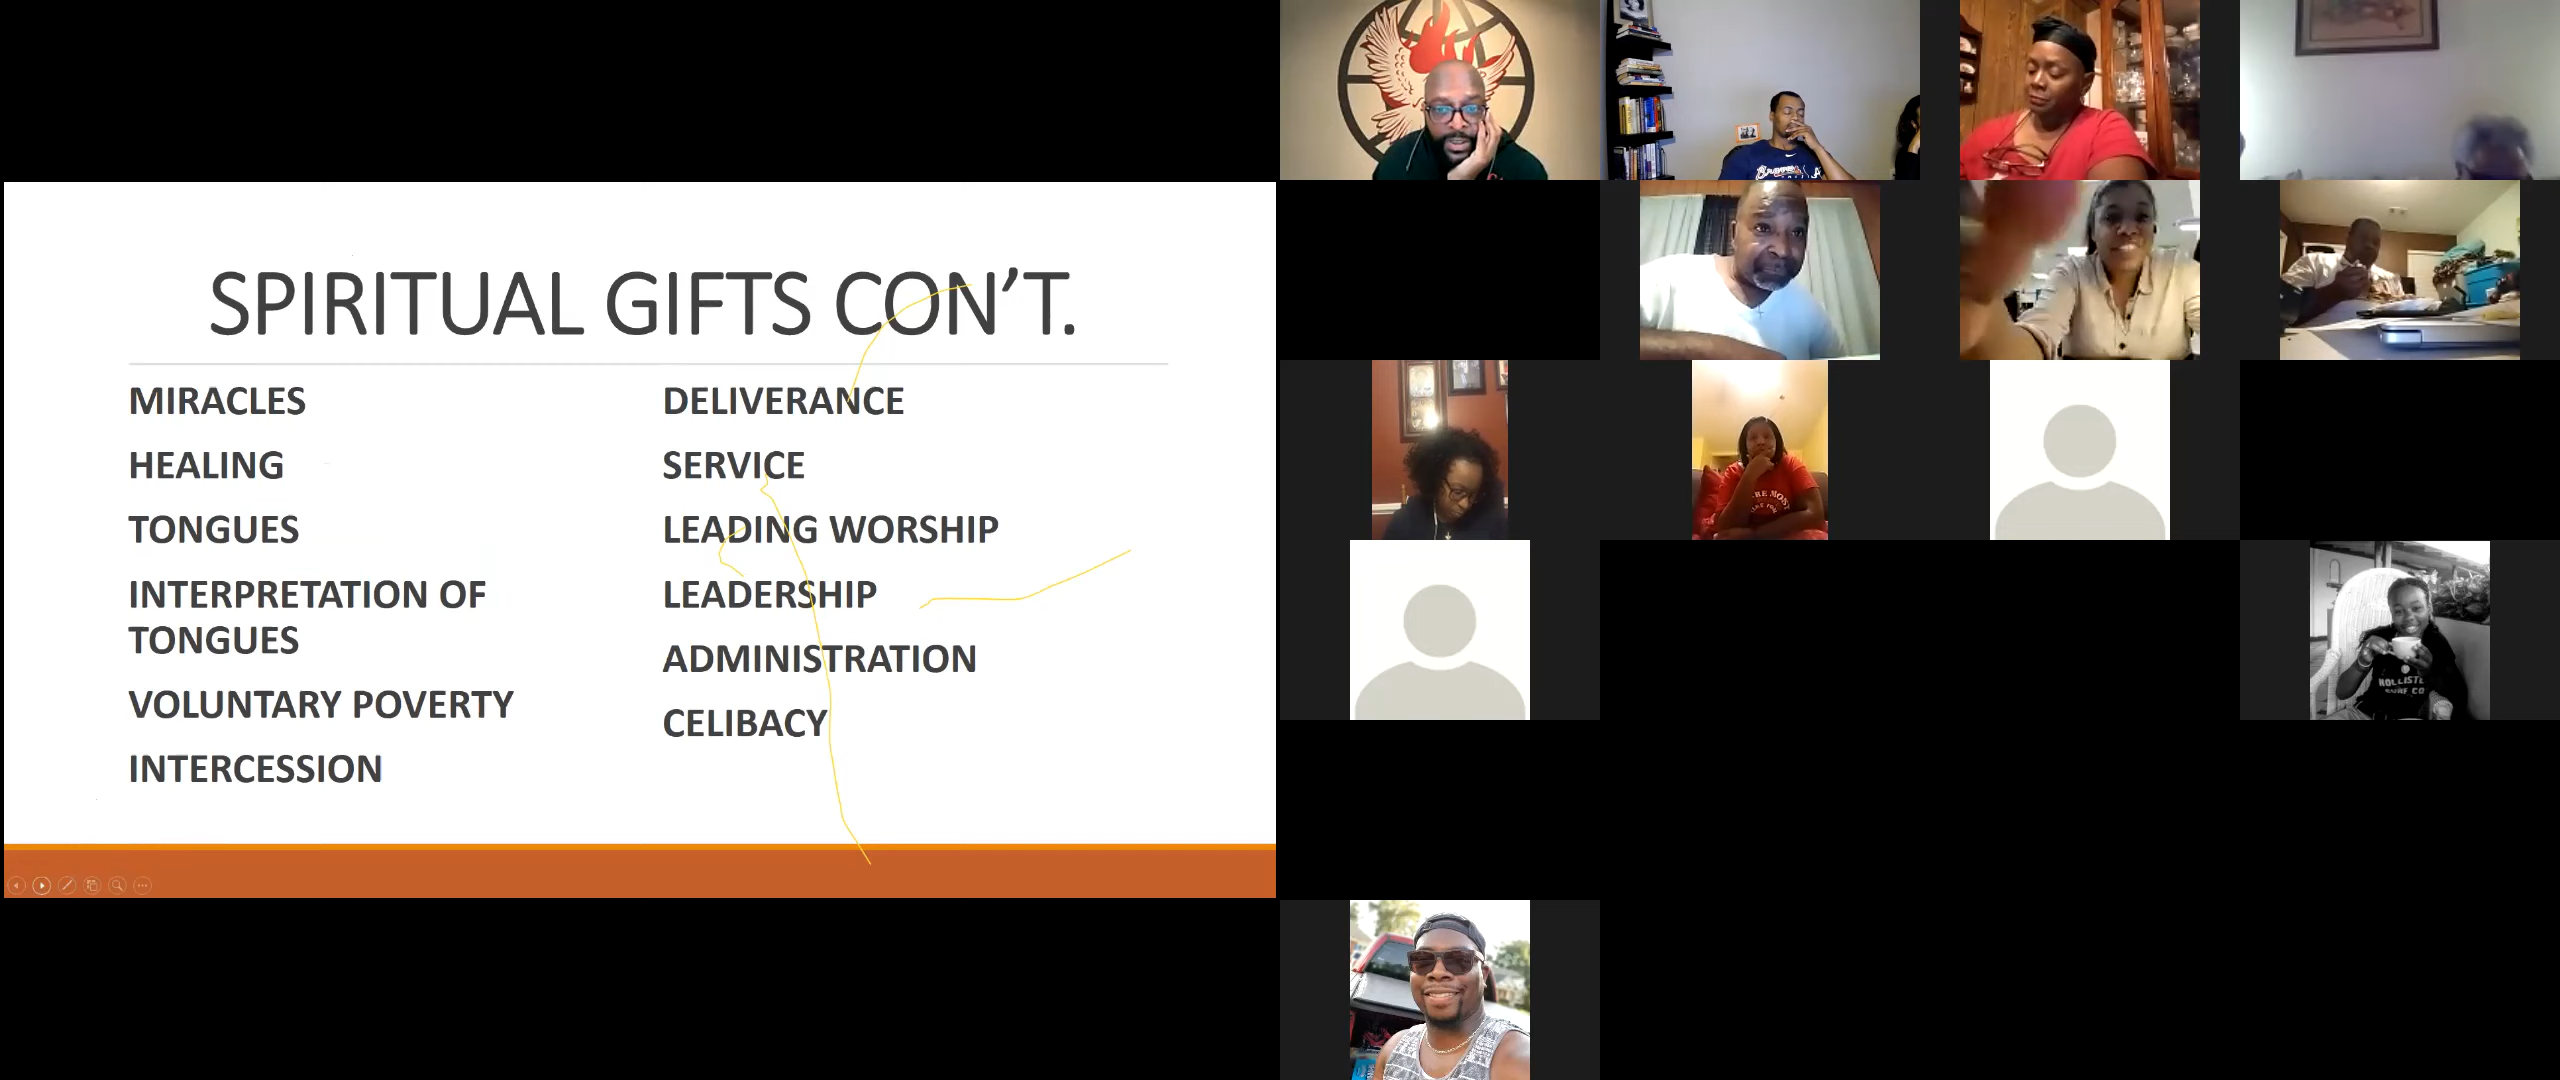 SPIRITUAL GIFTS CON'T.
MIRACLES
HEALING
TONGUES
INTERPRETATION OF
TONGUES
VOLUNTARY POVERTY
INTERCESSION
DELIVERANCE
SERVICE
LEADING WORSHIP
LEADERSHIP
ADMINISTRATION
CELIBACY
Braves